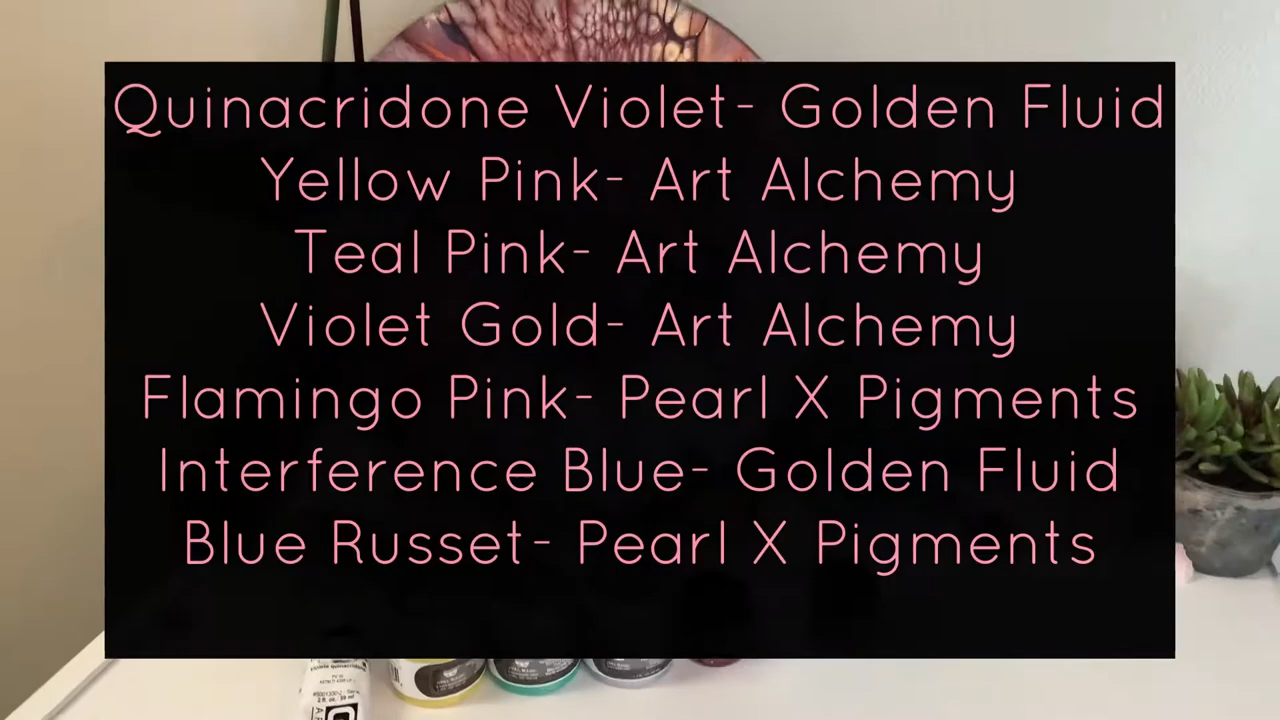 Quinacridone Violet- Golden Fluid
Yellow Pink- Art Alchemy
Teal Pink- Art Alchemy
Violet Gold- Art Alchemy
Flamingo Pink- Pearl X Pigments
Interference Blue- Golden Fluid
Blue Russet- Pearl X Pigments